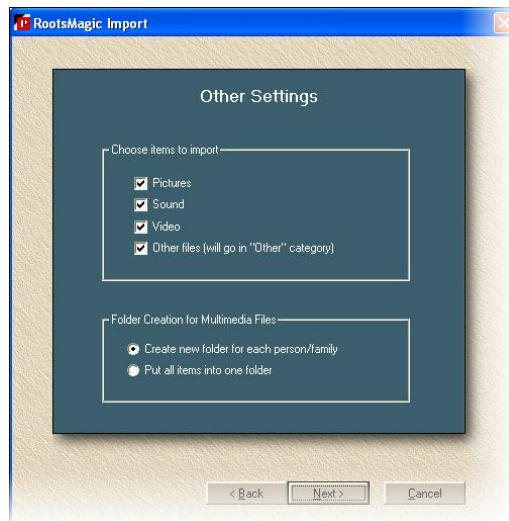 RootsMagic Import
Other Settings
Choose items to import
Pictures
Sound
Video
Other files (will go in "Other" category)
Folder Creation for Multimedia Files
Create new folder for each person/family
Put all items into one folder
< Back Next > Cancel